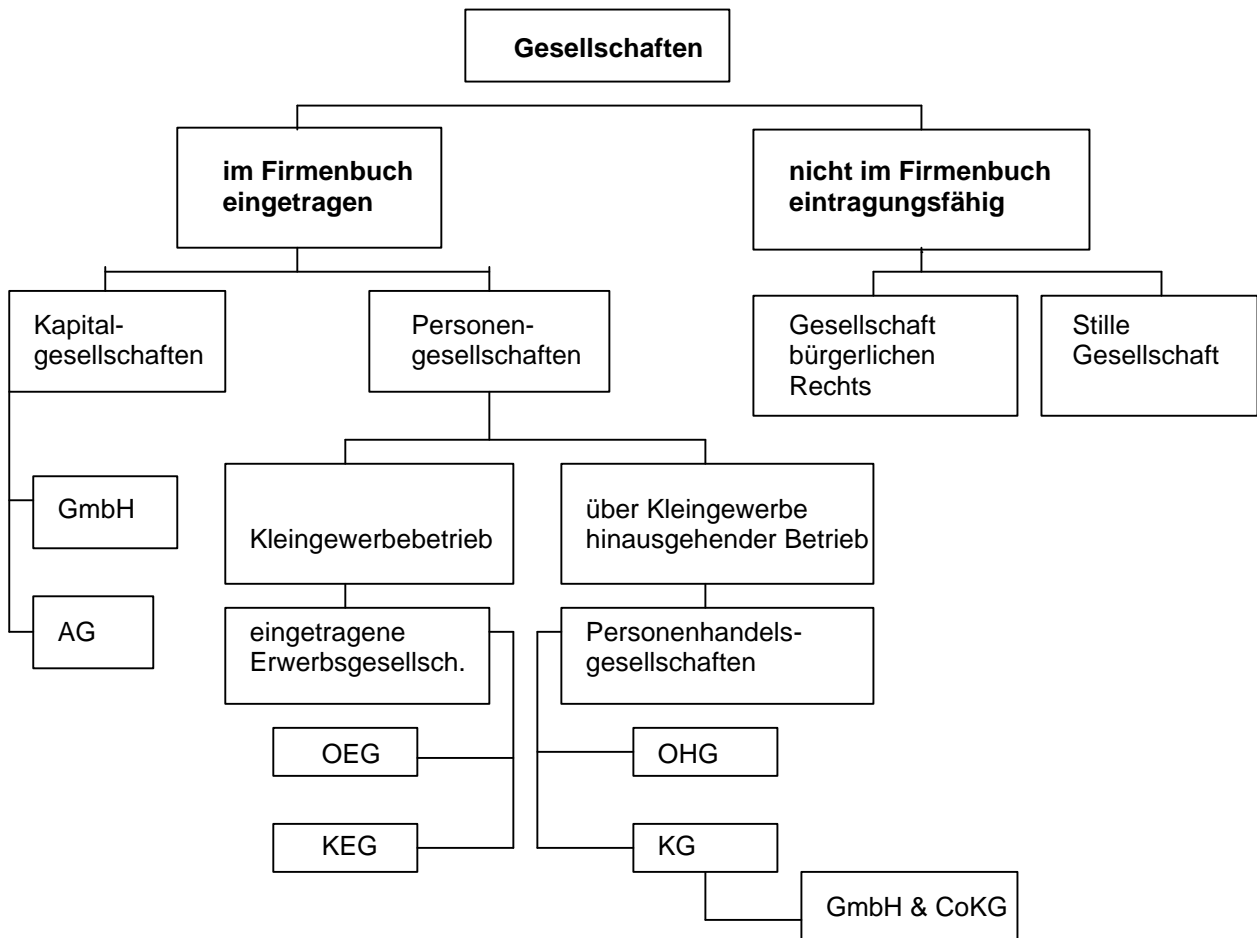 Gesellschaften
im Firmenbuch
eingetragen
nicht im Firmenbuch
eintragungsfähig
Kapital-
gesellschaften
Personen-
gesellschaften
Gesellschaft
bürgerlichen
Rechts
Stille
Gesellschaft
GmbH
AG
Kleingewerbebetrieb
über Kleingewerbe
hinausgehender Betrieb
eingetragene
Erwerbsgesellsch.
Personenhandels-
gesellschaften
OEG
KEG
OHG
KG
GmbH & CoKG